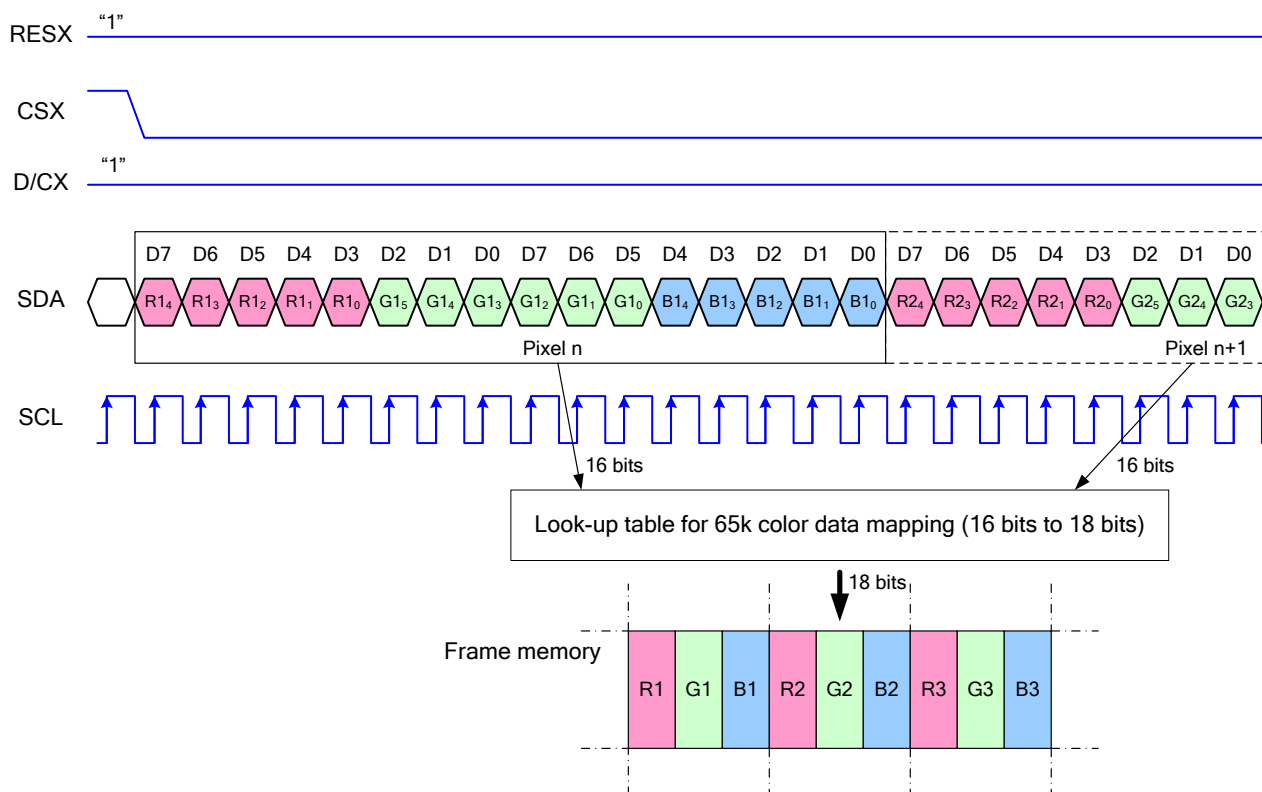 RESX “1”
CSX
D/CX “1”
D7 D6 D5 D4 D3 D2 D1 D0 D7 D6 D5 D4 D3 D2 D1 D0 D7 D6 D5 D4 D3 D2 D1 D0
SDA R1₄ R1₃ R1₂ R1₁ R1₀ G1₅ G1₄ G1₃ G1₂ G1₁ G1₀ B1₄ B1₃ B1₂ B1₁ B1₀ R2₄ R2₃ R2₂ R2₁ R2₀ G2₅ G2₄ G2₃
Pixel n Pixel n+1
SCL
16 bits 16 bits
Look-up table for 65k color data mapping (16 bits to 18 bits)
18 bits
Frame memory
R1 G1 B1 R2 G2 B2 R3 G3 B3